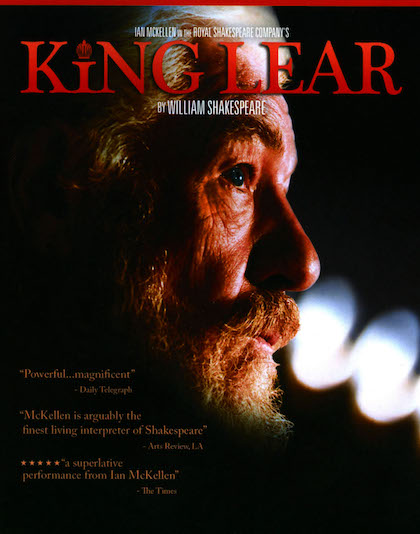 IAN MCKELLEN IN THE ROYAL SHAKESPEARE COMPANY'S
KING LEAR
BY WILLIAM SHAKESPEARE
“Powerful...magnificent”
- Daily Telegraph
“McKellen is arguably the
finest living interpreter of Shakespeare”
- Arts Review, LA
★★★★★“a superlative
performance from Ian McKellen”
- The Times